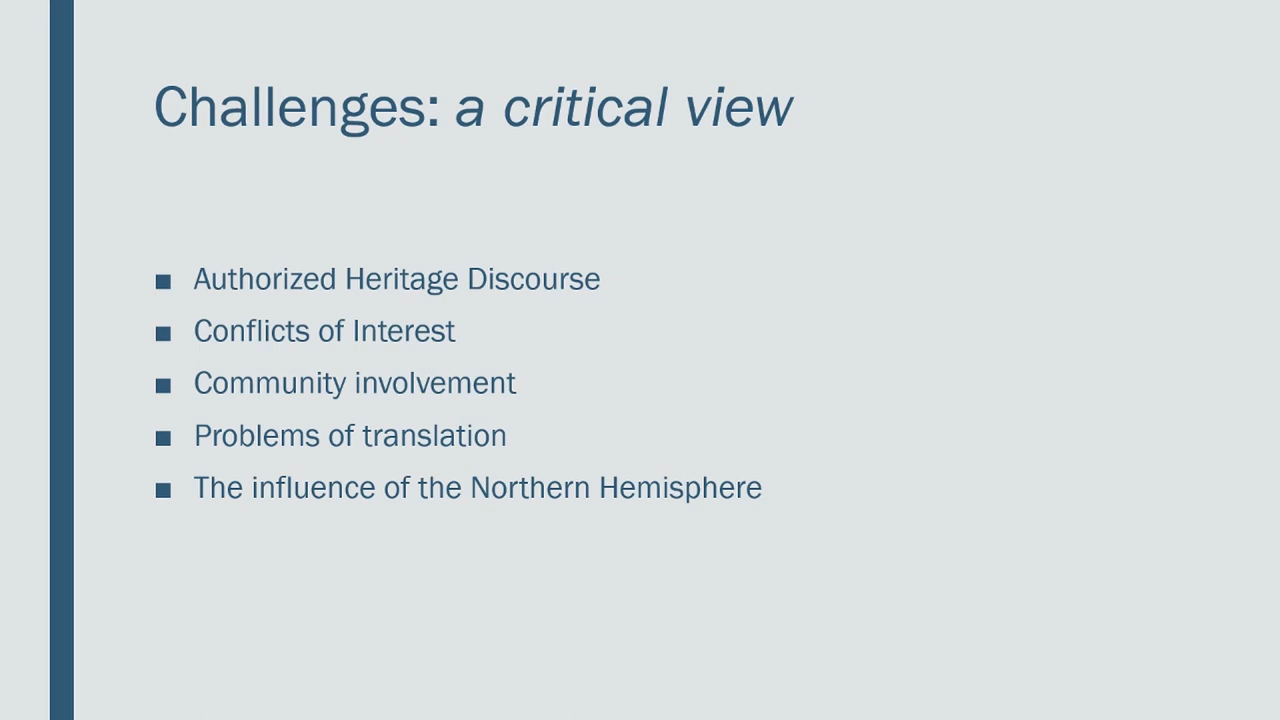 Challenges: a critical view
■ Authorized Heritage Discourse
■ Conflicts of Interest
■ Community involvement
■ Problems of translation
■ The influence of the Northern Hemisphere